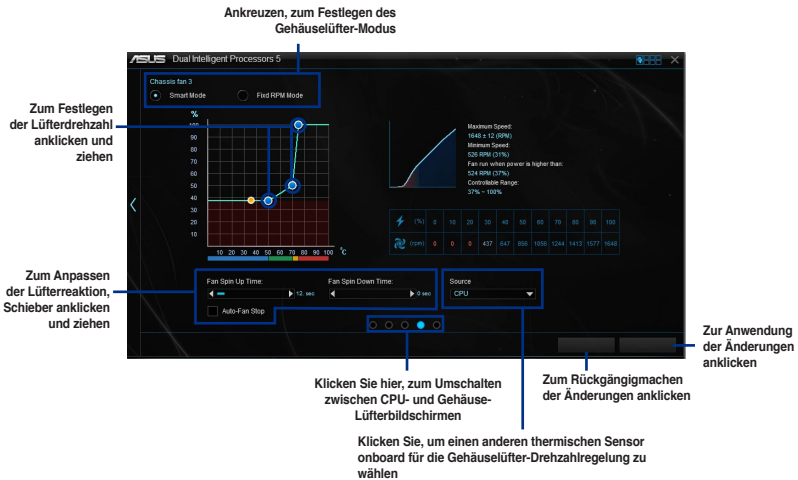 Ankreuzen, zum Festlegen des
Gehäuselüfter-Modus
ASUS Dual Intelligent Processors 5
Chassis fan 3
Smart Mode Fixd RPM Mode
Zum Festlegen
der Lüfterdrehzahl
anklicken und
ziehen
%
100
90
80
70
60
50
40
30
20
10
10 20 30 40 50 60 70 80 90 100 °C
Maximum Speed:
1648 ± 12 (RPM)
Minimum Speed:
526 RPM (31%)
Fan run when power is higher than:
524 RPM (37%)
Controllable Range:
37% ~ 100%
(%) 0 10 20 30 40 50 60 70 80 90 100
(rpm) 0 0 0 437 647 856 1056 1244 1413 1577 1648
Zum Anpassen
der Lüfterreaktion,
Schieber anklicken
und ziehen
Fan Spin Up Time: Fan Spin Down Time: Source
12. sec 0 sec CPU
Auto-Fan Stop
Zur Anwendung
der Änderungen
anklicken
Klicken Sie hier, zum Umschalten
zwischen CPU- und Gehäuse-
Lüfterbildschirmen
Zum Rückgängigmachen
der Änderungen anklicken
Klicken Sie, um einen anderen thermischen Sensor
onboard für die Gehäuselüfter-Drehzahlregelung zu
wählen